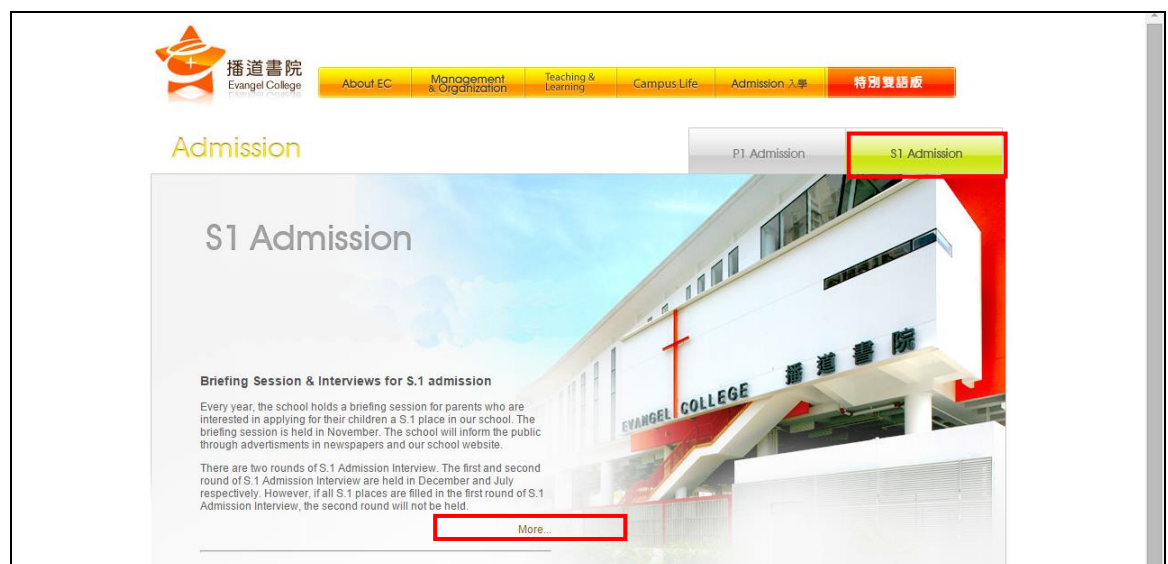 播道書院
Evangel College
About EC
Management
& Organization
Teaching &
Learning
Campus Life
Admission 入學
特別雙語版
Admission
P1 Admission
S1 Admission
S1 Admission
EVANGEL COLLEGE 播道書院
Briefing Session & Interviews for S.1 admission
Every year, the school holds a briefing session for parents who are
interested in applying for their children a S.1 place in our school. The
briefing session is held in November. The school will inform the public
through advertisments in newspapers and our school website.
There are two rounds of S.1 Admission Interview. The first and second
round of S.1 Admission Interview are held in December and July
respectively. However, if all S.1 places are filled in the first round of S.1
Admission Interview, the second round will not be held.
More...